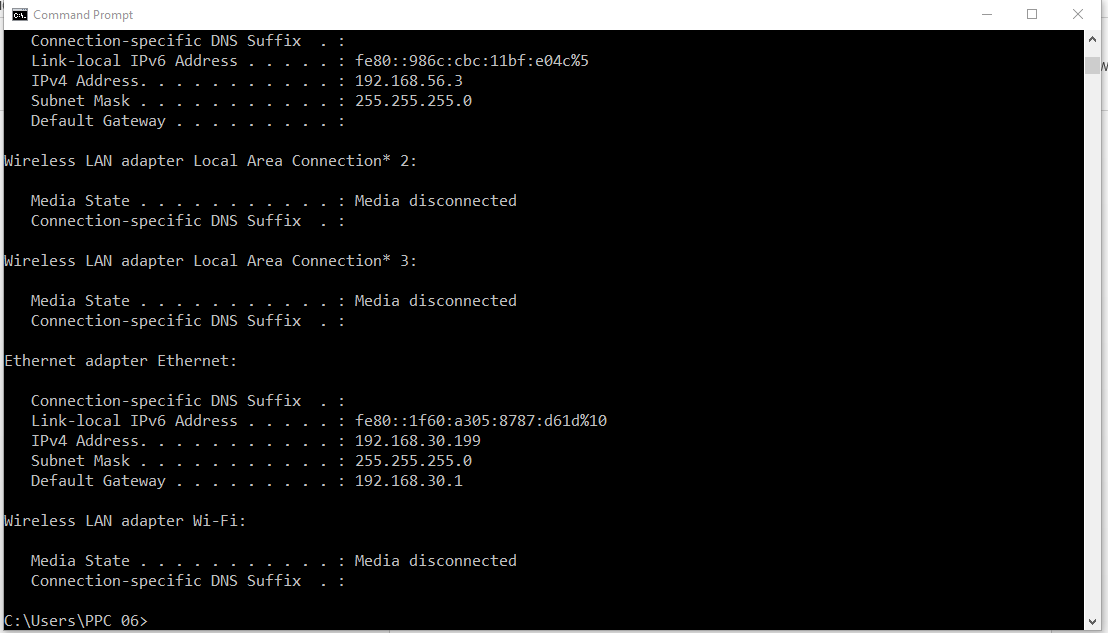 Command Prompt
Connection-specific DNS Suffix  . :
Link-local IPv6 Address . . . . . : fe80::986c:cbc:11bf:e04c%5
IPv4 Address. . . . . . . . . . . : 192.168.56.3
Subnet Mask . . . . . . . . . . . : 255.255.255.0
Default Gateway . . . . . . . . . :
Wireless LAN adapter Local Area Connection* 2:
Media State . . . . . . . . . . . : Media disconnected
Connection-specific DNS Suffix  . :
Wireless LAN adapter Local Area Connection* 3:
Media State . . . . . . . . . . . : Media disconnected
Connection-specific DNS Suffix  . :
Ethernet adapter Ethernet:
Connection-specific DNS Suffix  . :
Link-local IPv6 Address . . . . . : fe80::1f60:a305:8787:d61d%10
IPv4 Address. . . . . . . . . . . : 192.168.30.199
Subnet Mask . . . . . . . . . . . : 255.255.255.0
Default Gateway . . . . . . . . . : 192.168.30.1
Wireless LAN adapter Wi-Fi:
Media State . . . . . . . . . . . : Media disconnected
Connection-specific DNS Suffix  . :
C:\Users\PPC 06>